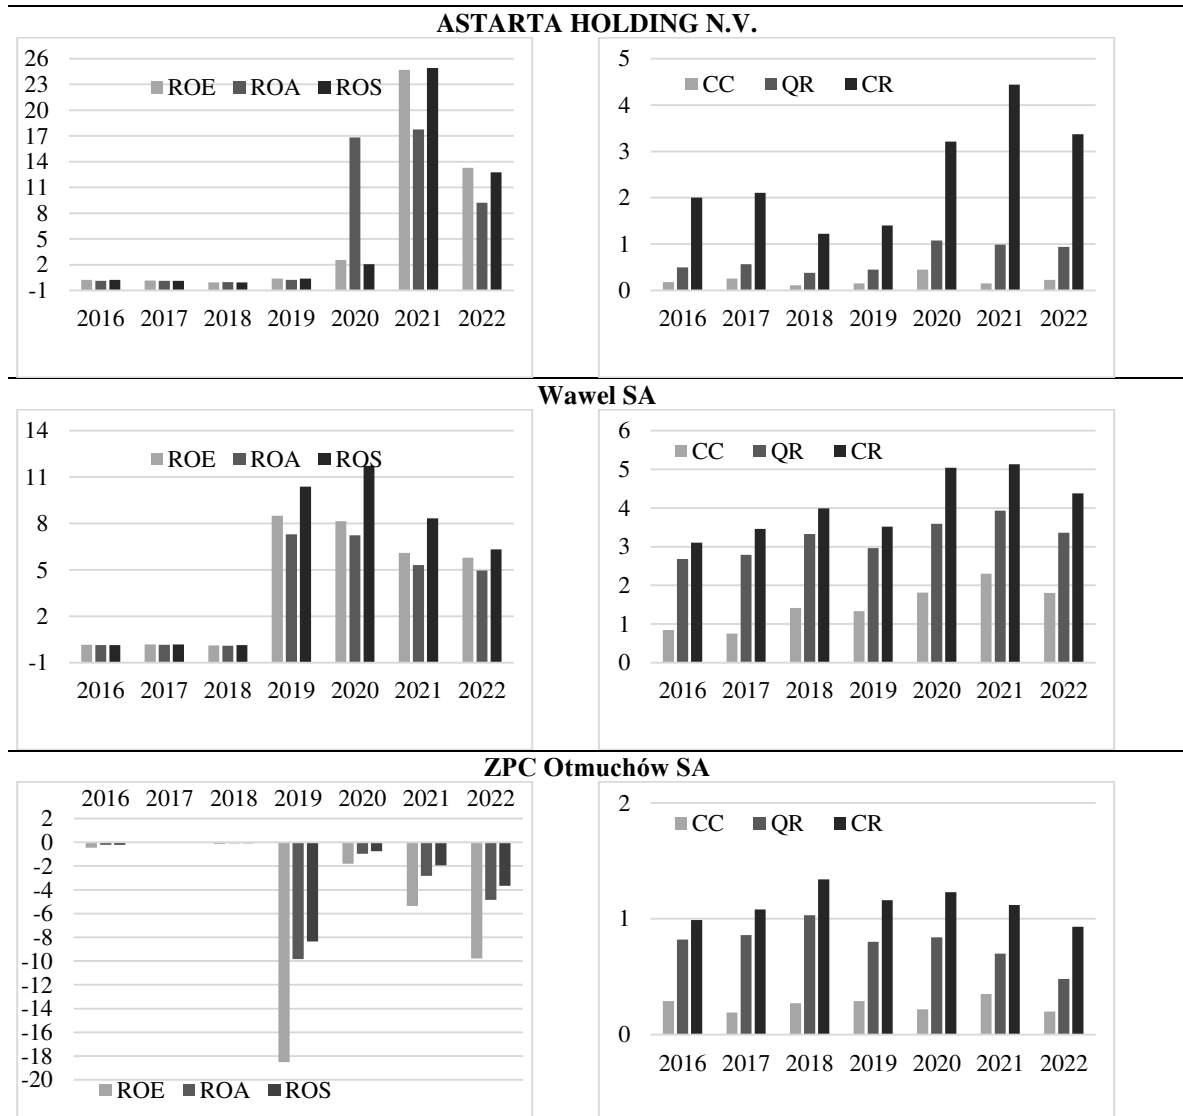 ASTARTA HOLDING N.V.
26
23
20
17
14
11
8
5
2
-1
ROE ROA ROS
2016 2017 2018 2019 2020 2021 2022
5
4
3
2
1
0
CC QR CR
2016 2017 2018 2019 2020 2021 2022
Wawel SA
14
11
8
5
2
-1
ROE ROA ROS
2016 2017 2018 2019 2020 2021 2022
6
5
4
3
2
1
0
CC QR CR
2016 2017 2018 2019 2020 2021 2022
ZPC Otmuchów SA
2016 2017 2018 2019 2020 2021 2022
2
0
-2
-4
-6
-8
-10
-12
-14
-16
-18
-20
ROE ROA ROS
2
1
0
CC QR CR
2016 2017 2018 2019 2020 2021 2022